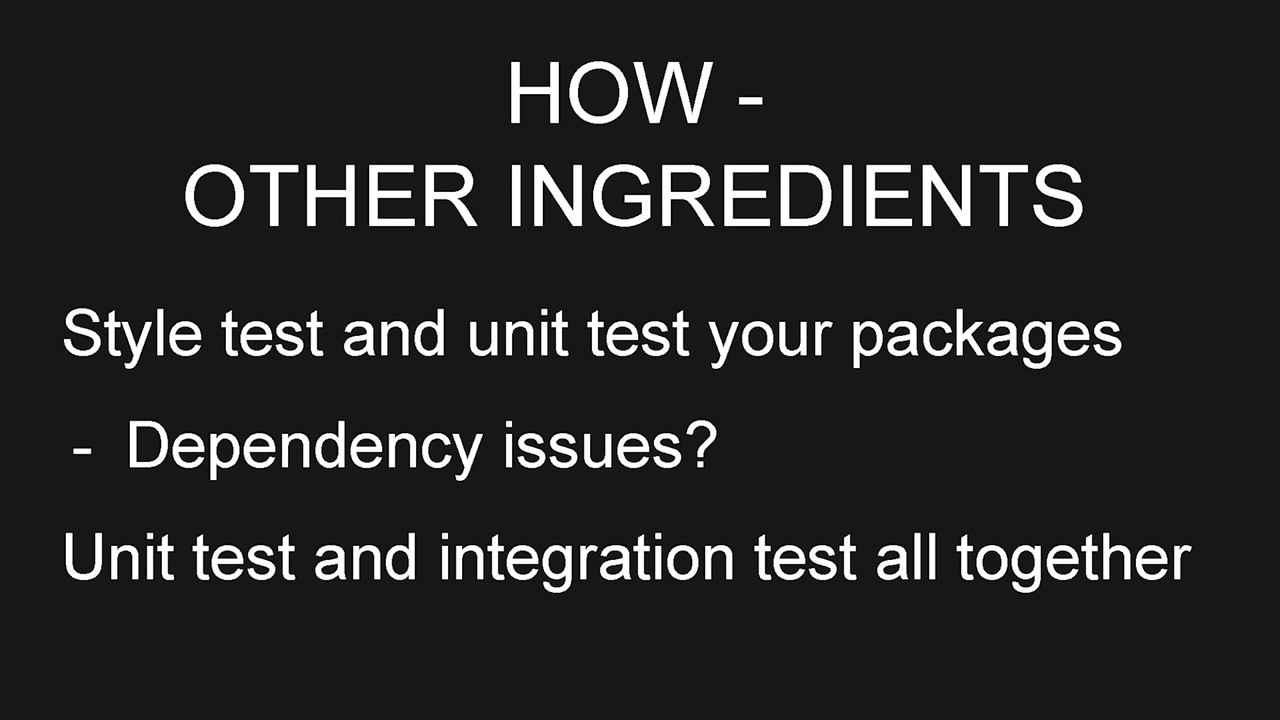 HOW -
OTHER INGREDIENTS
Style test and unit test your packages
- Dependency issues?
Unit test and integration test all together